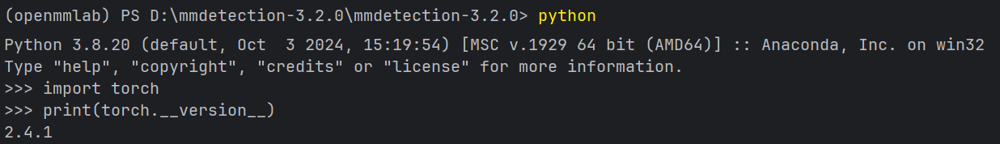 (openmmlab) PS D:\mmdetection-3.2.0\mmdetection-3.2.0> python
Python 3.8.20 (default, Oct  3 2024, 15:19:54) [MSC v.1929 64 bit (AMD64)] :: Anaconda, Inc. on win32
Type "help", "copyright", "credits" or "license" for more information.
>>> import torch
>>> print(torch.__version__)
2.4.1